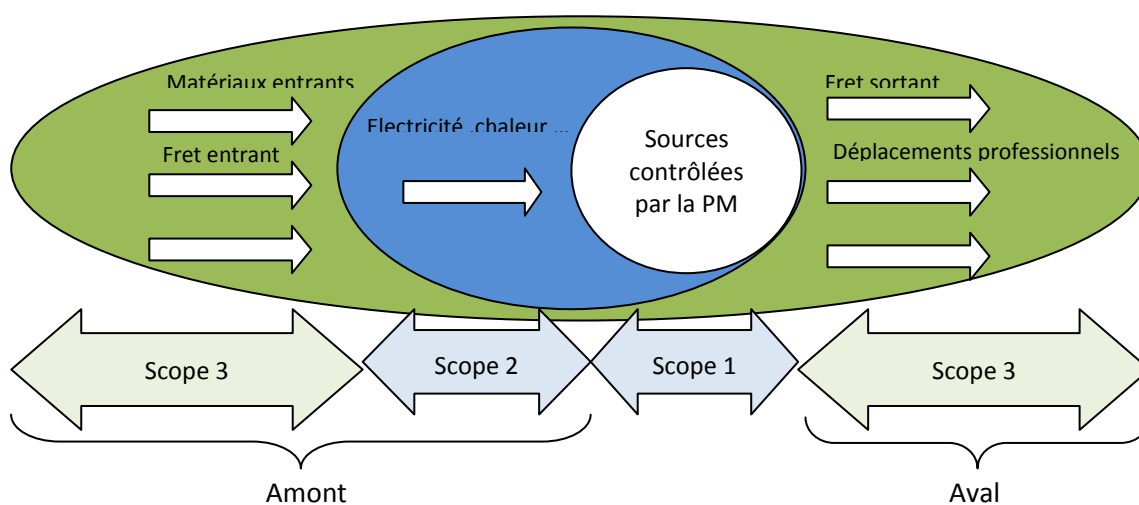 Matériaux entrants
Fret entrant
Electricité ,chaleur …
Sources
contrôlées
par la PM
Fret sortant
Déplacements professionnels
Scope 3
Scope 2
Scope 1
Scope 3
Amont
Aval